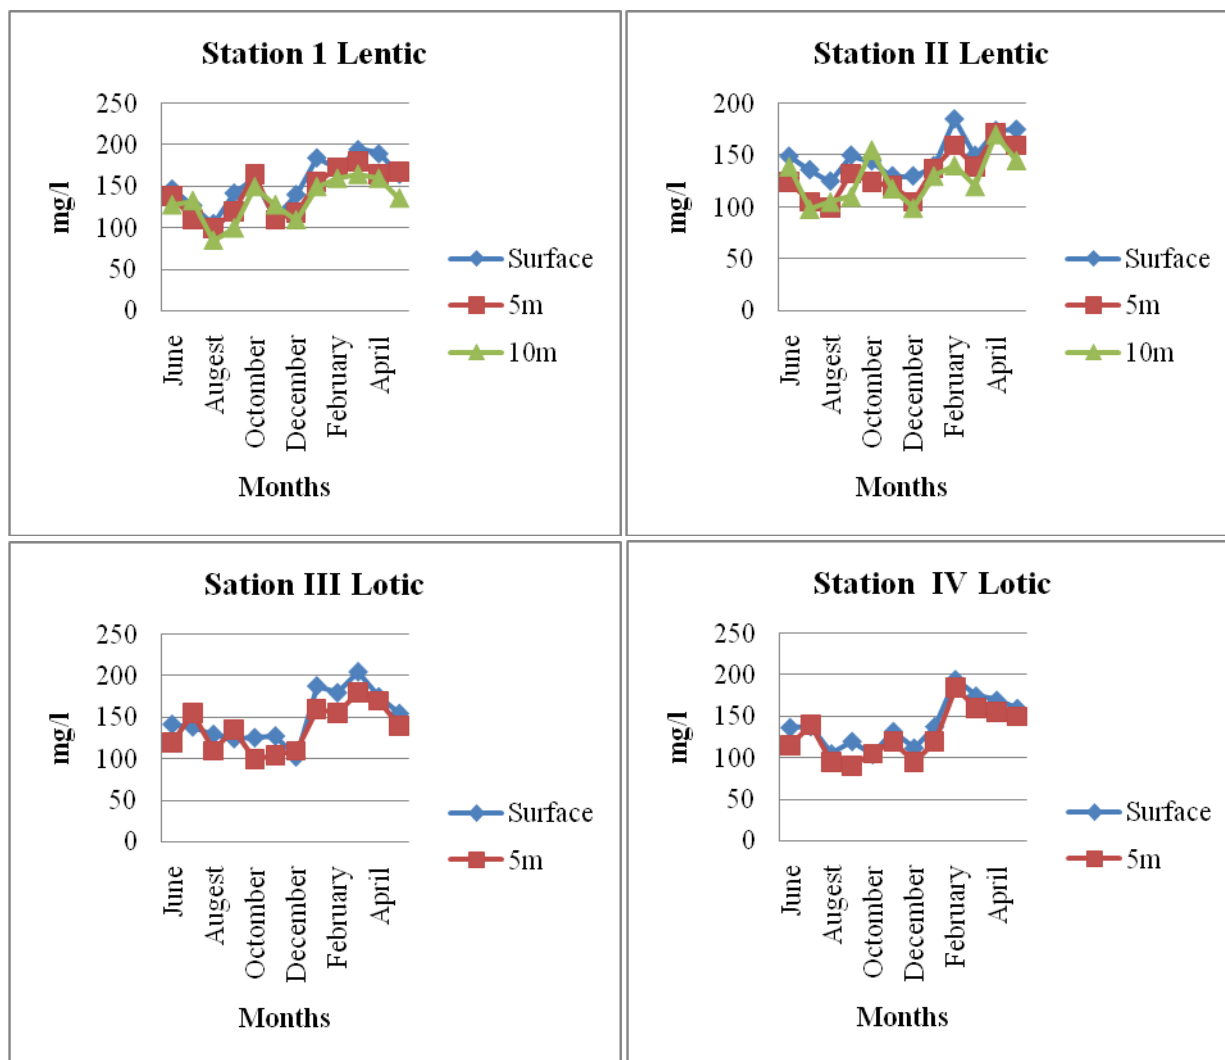 Station 1 Lentic
250
200
150
100
50
0
mg/l
June
Augest
Octomber
December
February
April
Months
Surface
5m
10m
Station II Lentic
200
150
100
50
0
mg/l
June
Augest
Octomber
December
February
April
Months
Surface
5m
10m
Sation III Lotic
250
200
150
100
50
0
mg/l
June
Augest
Octomber
December
February
April
Months
Surface
5m
Station IV Lotic
250
200
150
100
50
0
mg/l
June
Augest
Octomber
December
February
April
Months
Surface
5m